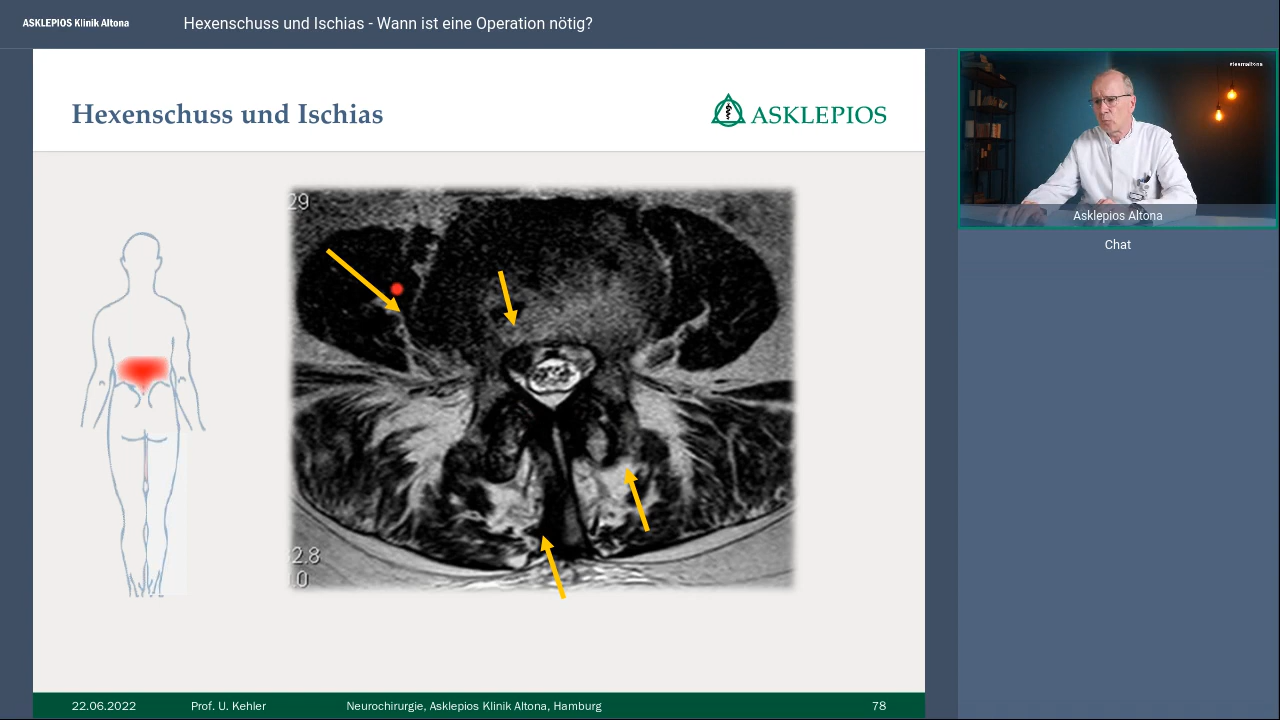 ASKLEPIOS Klinik Altona
Hexenschuss und Ischias - Wann ist eine Operation nötig?
Hexenschuss und Ischias
ASKLEPIOS
#teamaltona
Asklepios Altona
Chat
29
2.8
.0
22.06.2022
Prof. U. Kehler
Neurochirurgie, Asklepios Klinik Altona, Hamburg
78